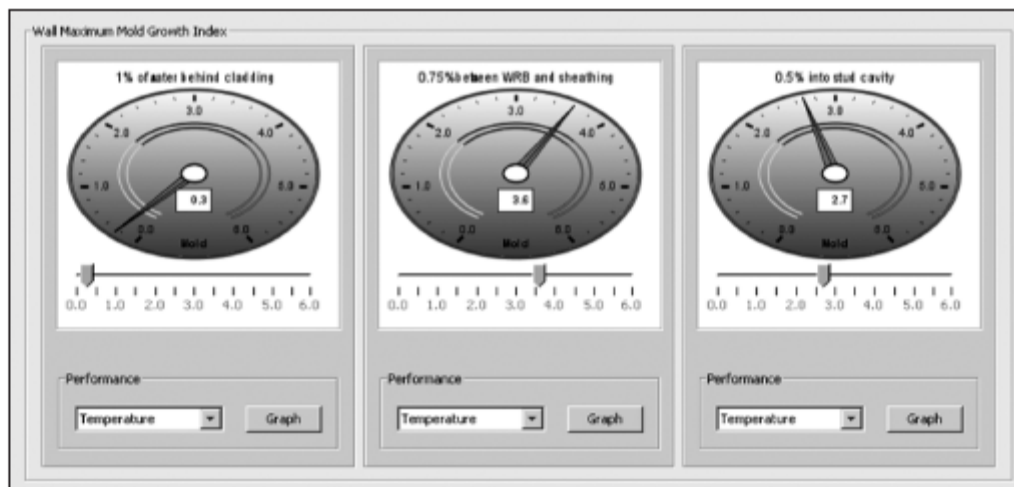 Wall Maximum Mold Growth Index
1% of water behind cladding
3.0
2.0 4.0
1.0 5.0
0.3
0.0 6.0
Mold
0.0 1.0 2.0 3.0 4.0 5.0 6.0
Performance
Temperature Graph
0.75% between WRB and sheathing
3.0
2.0 4.0
1.0 5.0
3.6
0.0 6.0
Mold
0.0 1.0 2.0 3.0 4.0 5.0 6.0
Performance
Temperature Graph
0.5% into stud cavity
3.0
2.0 4.0
1.0 5.0
2.7
0.0 6.0
Mold
0.0 1.0 2.0 3.0 4.0 5.0 6.0
Performance
Temperature Graph